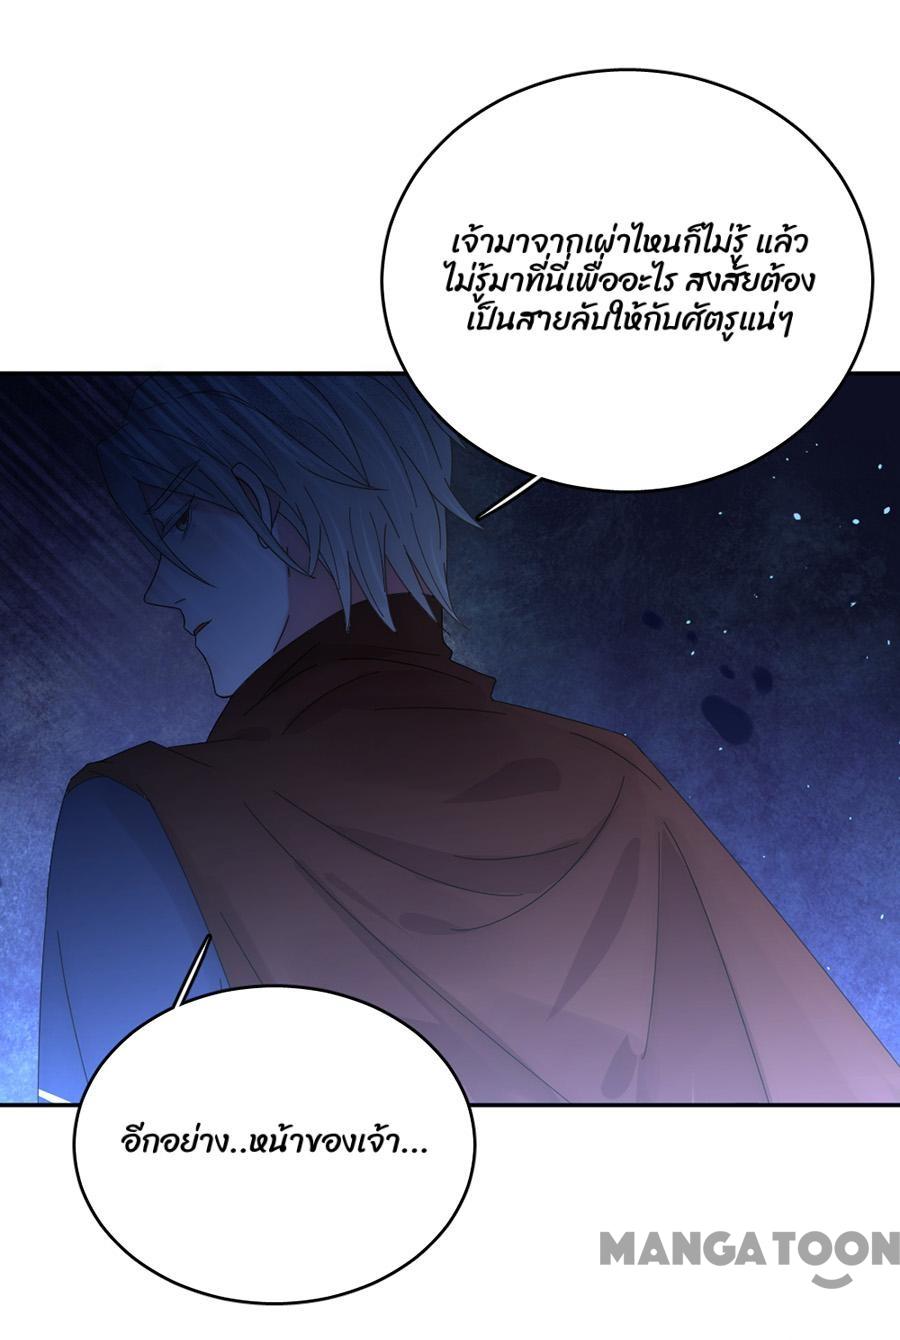 เจ้ามาจากเผ่าไหนก็ไม่รู้ แล้ว
ไม่รู้มาที่นี่เพื่ออะไร สงสัยต้อง
เป็นสายลับให้กับศัตรูแน่ๆ
อีกอย่าง..หน้าของเจ้า...
MANGATOON